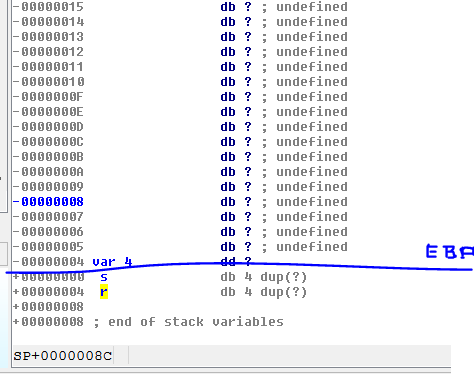 -00000015 db ? ; undefined
-00000014 db ? ; undefined
-00000013 db ? ; undefined
-00000012 db ? ; undefined
-00000011 db ? ; undefined
-00000010 db ? ; undefined
-0000000F db ? ; undefined
-0000000E db ? ; undefined
-0000000D db ? ; undefined
-0000000C db ? ; undefined
-0000000B db ? ; undefined
-0000000A db ? ; undefined
-00000009 db ? ; undefined
-00000008 db ? ; undefined
-00000007 db ? ; undefined
-00000006 db ? ; undefined
-00000005 db ? ; undefined
EBP
-00000004 var_4 dd ?
+00000000 s db 4 dup(?)
+00000004 r db 4 dup(?)
+00000008
+00000008 ; end of stack variables
SP+0000008C